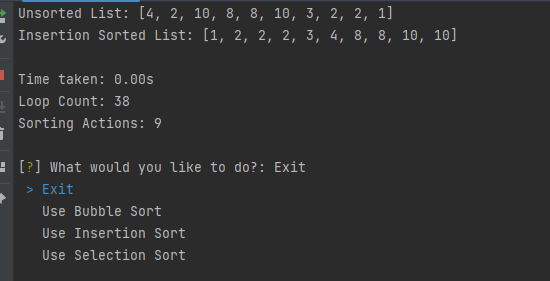 Unsorted List: [4, 2, 10, 8, 8, 10, 3, 2, 2, 1]
Insertion Sorted List: [1, 2, 2, 2, 3, 4, 8, 8, 10, 10]
Time taken: 0.00s
Loop Count: 38
Sorting Actions: 9
[?] What would you like to do?: Exit
> Exit
Use Bubble Sort
Use Insertion Sort
Use Selection Sort